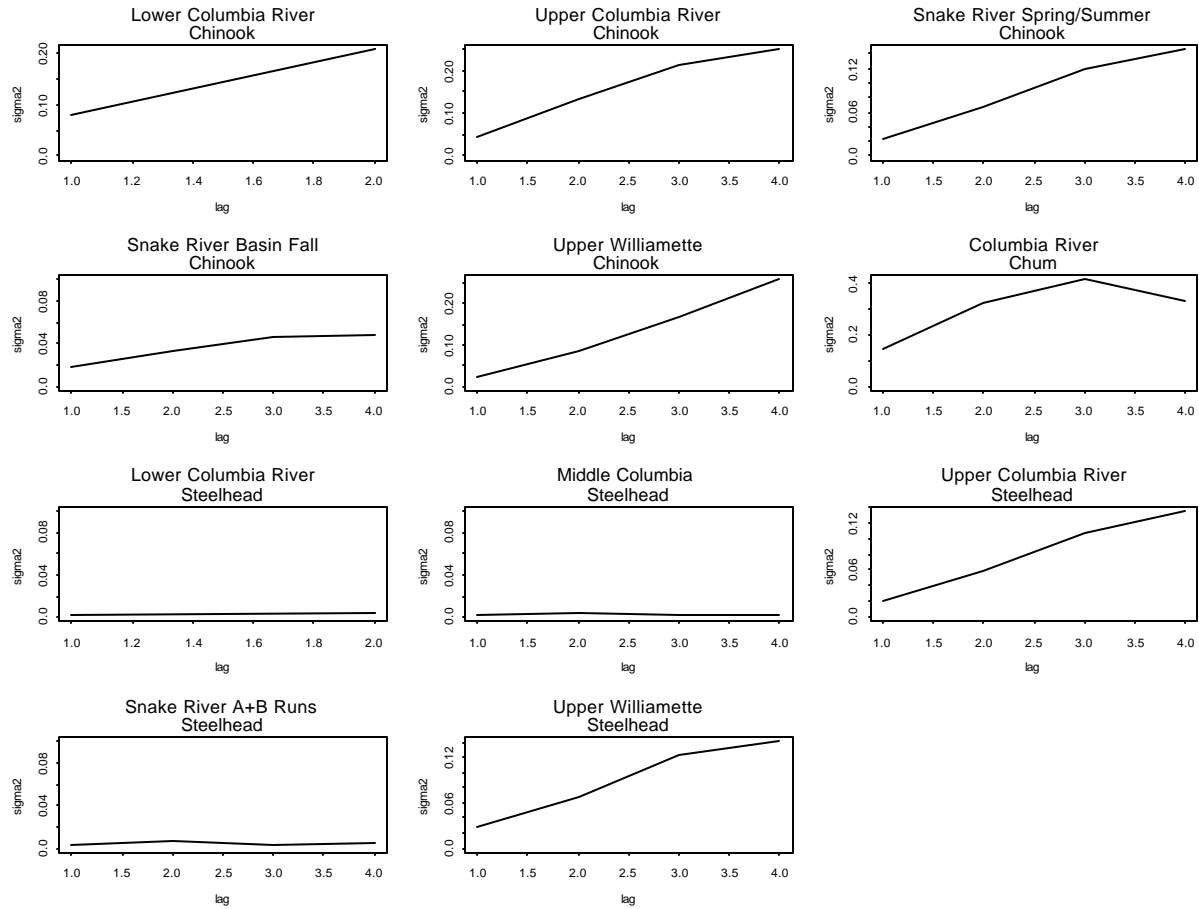 Lower Columbia River
Chinook
sigma2
0.0 0.10 0.20
1.0 1.2 1.4 1.6 1.8 2.0
lag
Upper Columbia River
Chinook
sigma2
0.0 0.10 0.20
1.0 1.5 2.0 2.5 3.0 3.5 4.0
lag
Snake River Spring/Summer
Chinook
sigma2
0.0 0.06 0.12
1.0 1.5 2.0 2.5 3.0 3.5 4.0
lag
Snake River Basin Fall
Chinook
sigma2
0.0 0.04 0.08
1.0 1.5 2.0 2.5 3.0 3.5 4.0
lag
Upper Williamette
Chinook
sigma2
0.0 0.10 0.20
1.0 1.5 2.0 2.5 3.0 3.5 4.0
lag
Columbia River
Chum
sigma2
0.0 0.2 0.4
1.0 1.5 2.0 2.5 3.0 3.5 4.0
lag
Lower Columbia River
Steelhead
sigma2
0.0 0.04 0.08
1.0 1.2 1.4 1.6 1.8 2.0
lag
Middle Columbia
Steelhead
sigma2
0.0 0.04 0.08
1.0 1.5 2.0 2.5 3.0 3.5 4.0
lag
Upper Columbia River
Steelhead
sigma2
0.0 0.06 0.12
1.0 1.5 2.0 2.5 3.0 3.5 4.0
lag
Snake River A+B Runs
Steelhead
sigma2
0.0 0.04 0.08
1.0 1.5 2.0 2.5 3.0 3.5 4.0
lag
Upper Williamette
Steelhead
sigma2
0.0 0.06 0.12
1.0 1.5 2.0 2.5 3.0 3.5 4.0
lag